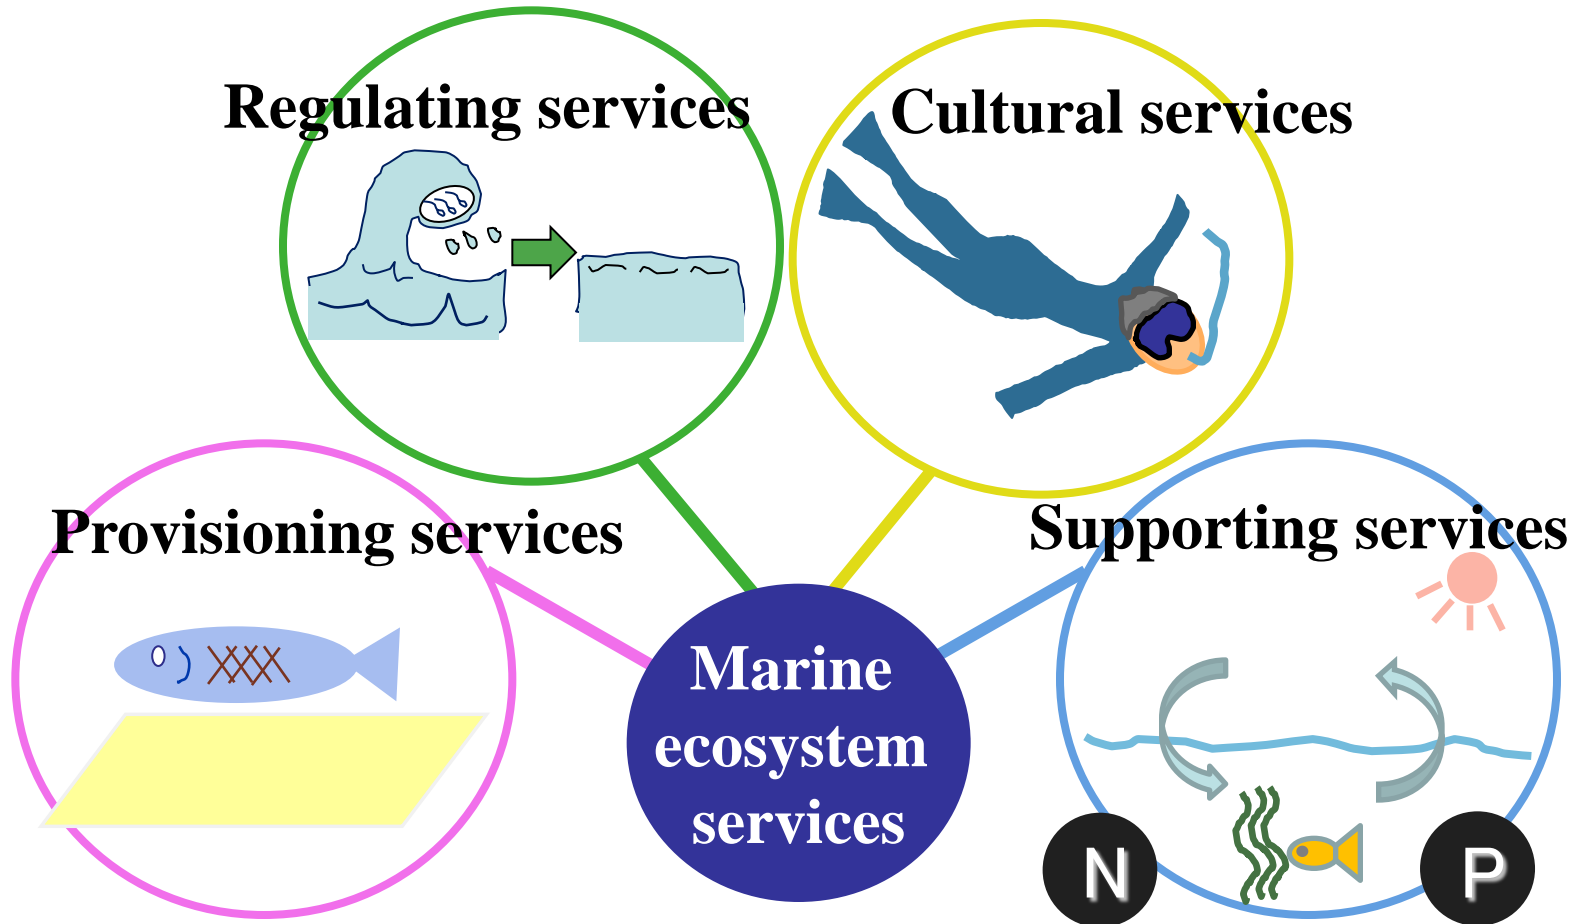 Regulating services
Cultural services
Provisioning services
Supporting services
Marine
ecosystem
services
N
P